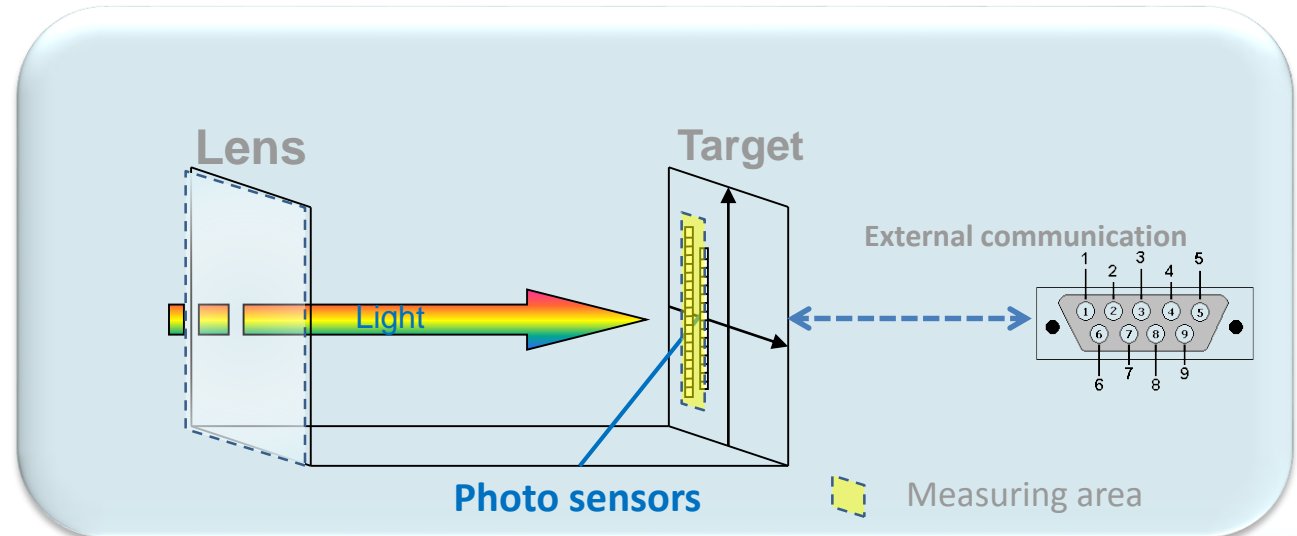 Lens
Target
Light
External communication
1 2 3 4 5
1 2 3 4 5
6 7 8 9
6 7 8 9
Photo sensors
Measuring area